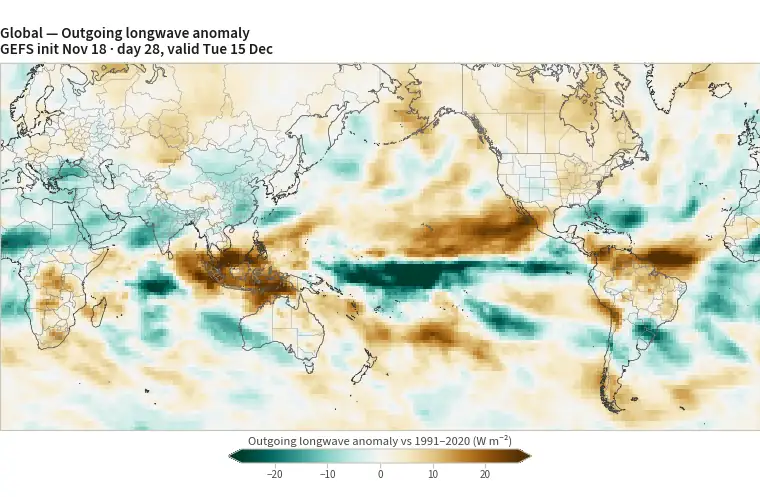 Global — Outgoing longwave anomaly
GEFS init Nov 18 · day 28, valid Tue 15 Dec
Outgoing longwave anomaly vs 1991–2020 (W m⁻²)
−20 −10 0 10 20